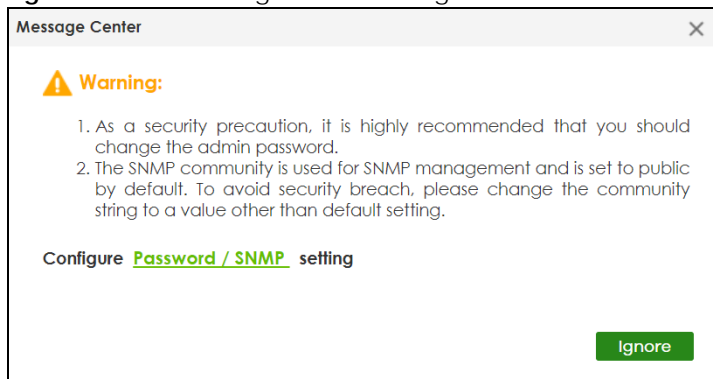 Message Center
Warning:
1. As a security precaution, it is highly recommended that you should
change the admin password.
2. The SNMP community is used for SNMP management and is set to public
by default. To avoid security breach, please change the community
string to a value other than default setting.
Configure Password / SNMP setting
Ignore